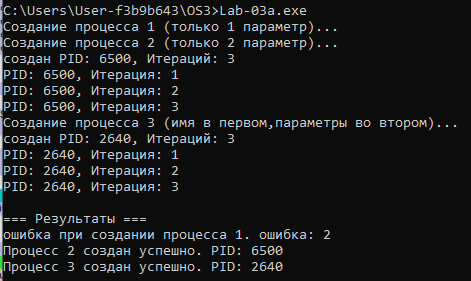 C:\Users\User-f3b9b643\OS3>Lab-03a.exe
Создание процесса 1 (только 1 параметр)...
Создание процесса 2 (только 2 параметр)...
создан PID: 6500, Итераций: 3
PID: 6500, Итерация: 1
PID: 6500, Итерация: 2
PID: 6500, Итерация: 3
Создание процесса 3 (имя в первом,параметры во втором)...
создан PID: 2640, Итераций: 3
PID: 2640, Итерация: 1
PID: 2640, Итерация: 2
PID: 2640, Итерация: 3
=== Результаты ===
ошибка при создании процесса 1. ошибка: 2
Процесс 2 создан успешно. PID: 6500
Процесс 3 создан успешно. PID: 2640